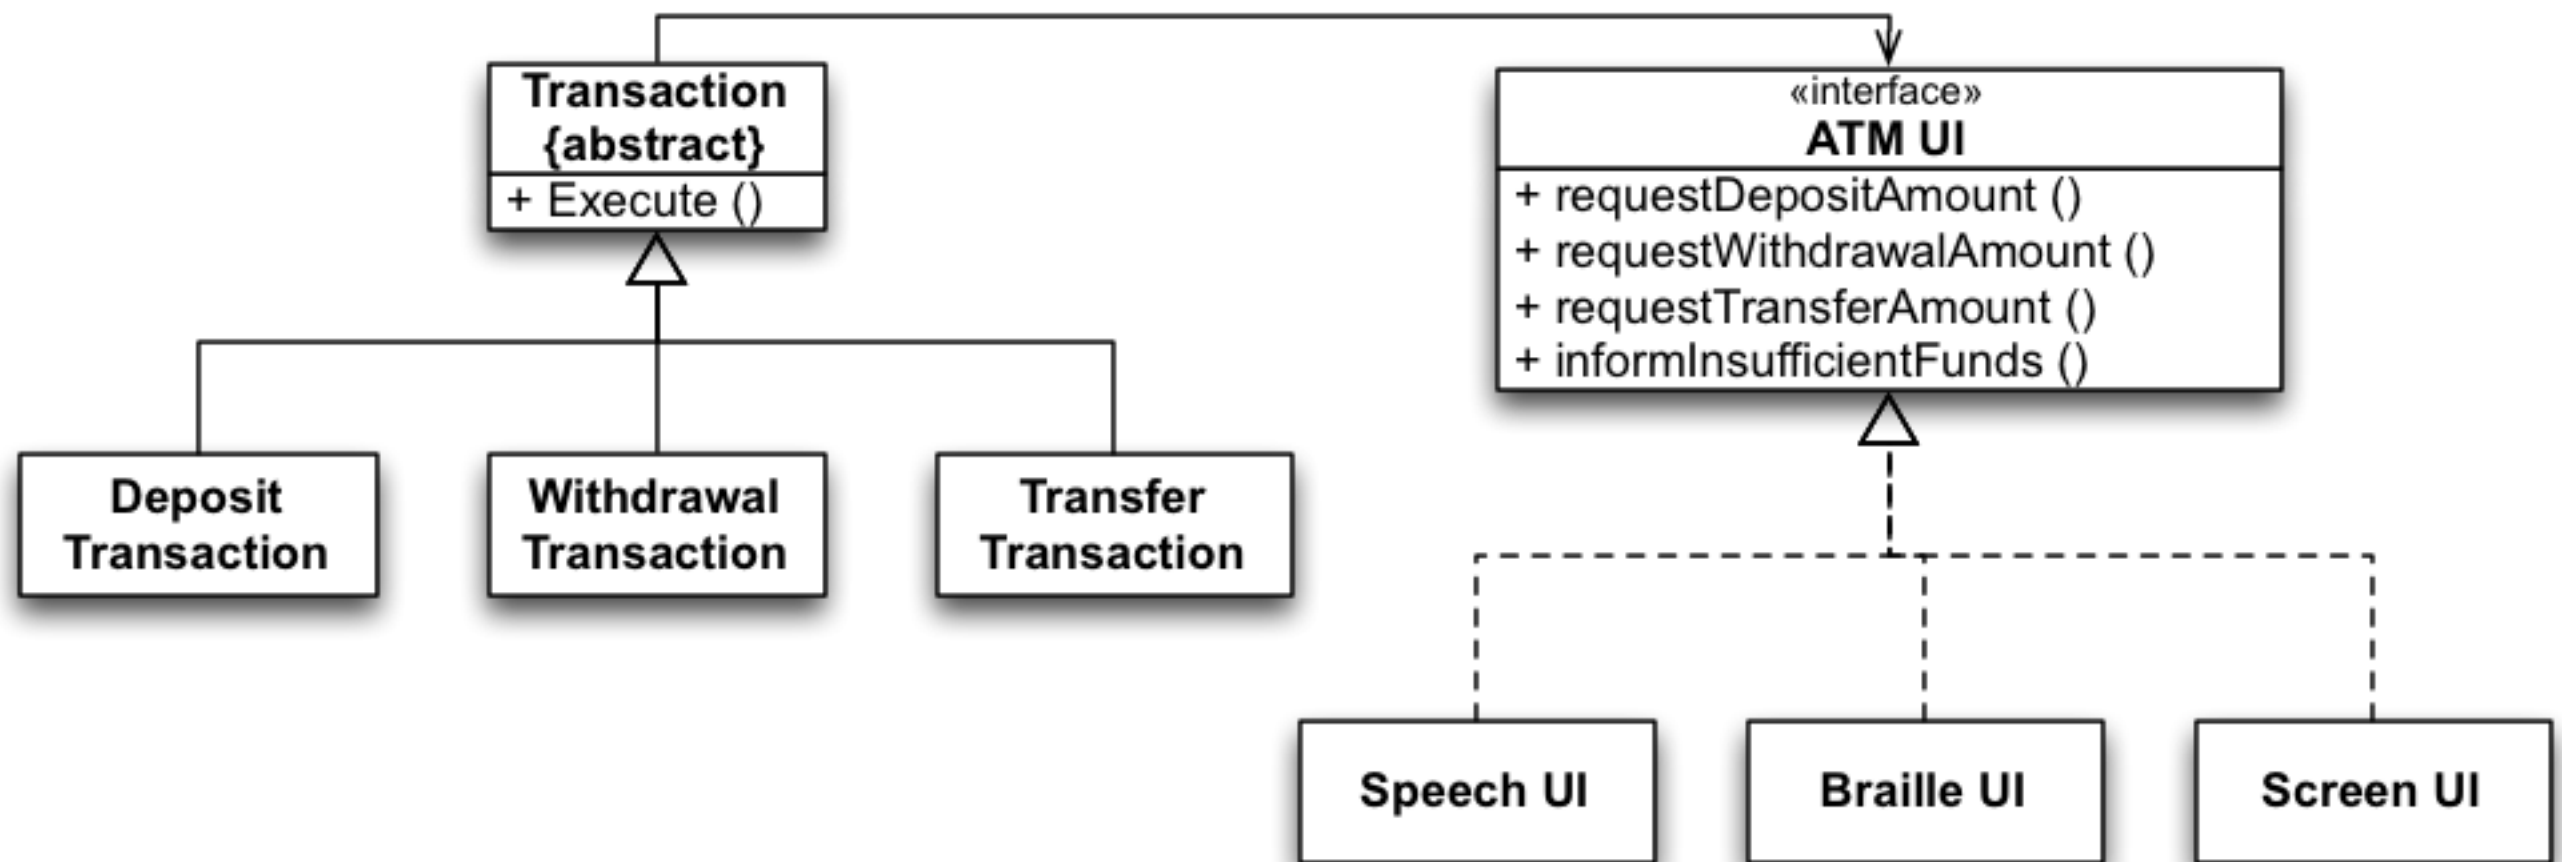 Transaction
{abstract}
+ Execute ()
«interface»
ATM UI
+ requestDepositAmount ()
+ requestWithdrawalAmount ()
+ requestTransferAmount ()
+ informInsufficientFunds ()
Deposit
Transaction
Withdrawal
Transaction
Transfer
Transaction
Speech UI
Braille UI
Screen UI